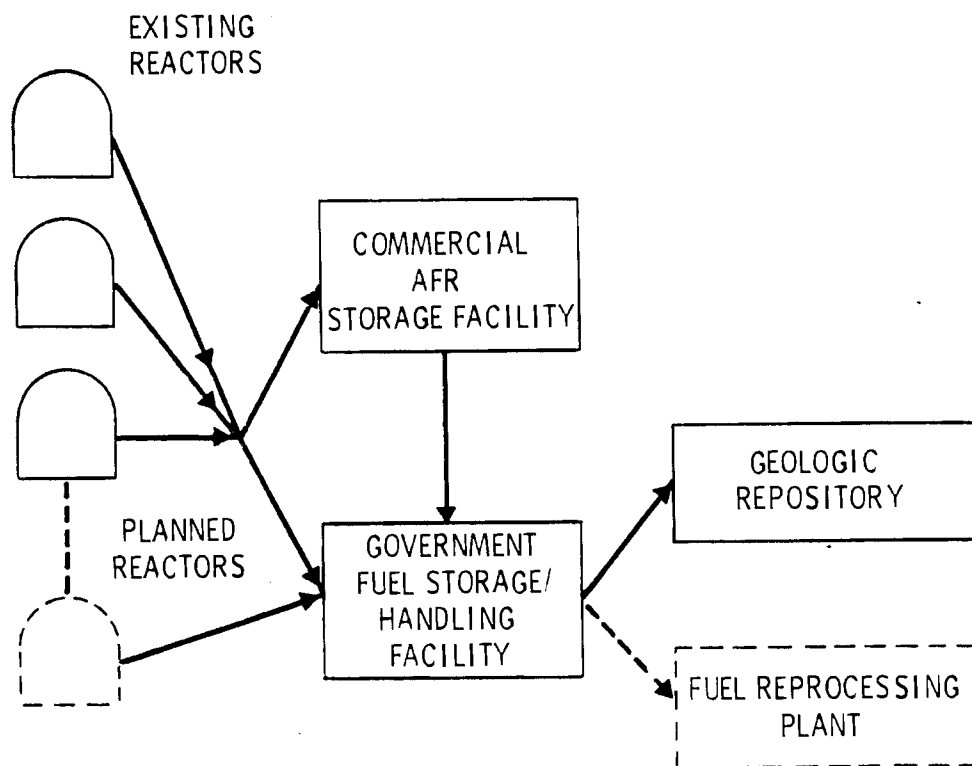 EXISTING
REACTORS
COMMERCIAL
AFR
STORAGE FACILITY
GEOLOGIC
REPOSITORY
PLANNED
REACTORS
GOVERNMENT
FUEL STORAGE/
HANDLING
FACILITY
FUEL REPROCESSING
PLANT